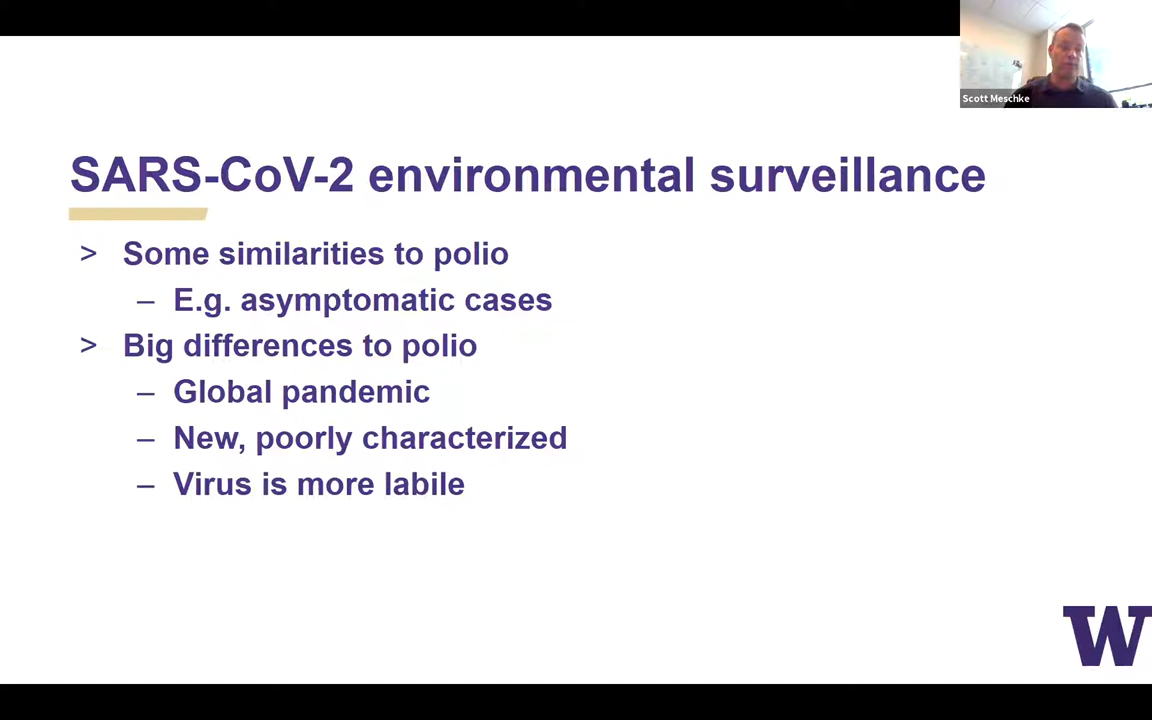 Scott Meschke
SARS-CoV-2 environmental surveillance
> Some similarities to polio
– E.g. asymptomatic cases
> Big differences to polio
– Global pandemic
– New, poorly characterized
– Virus is more labile
W